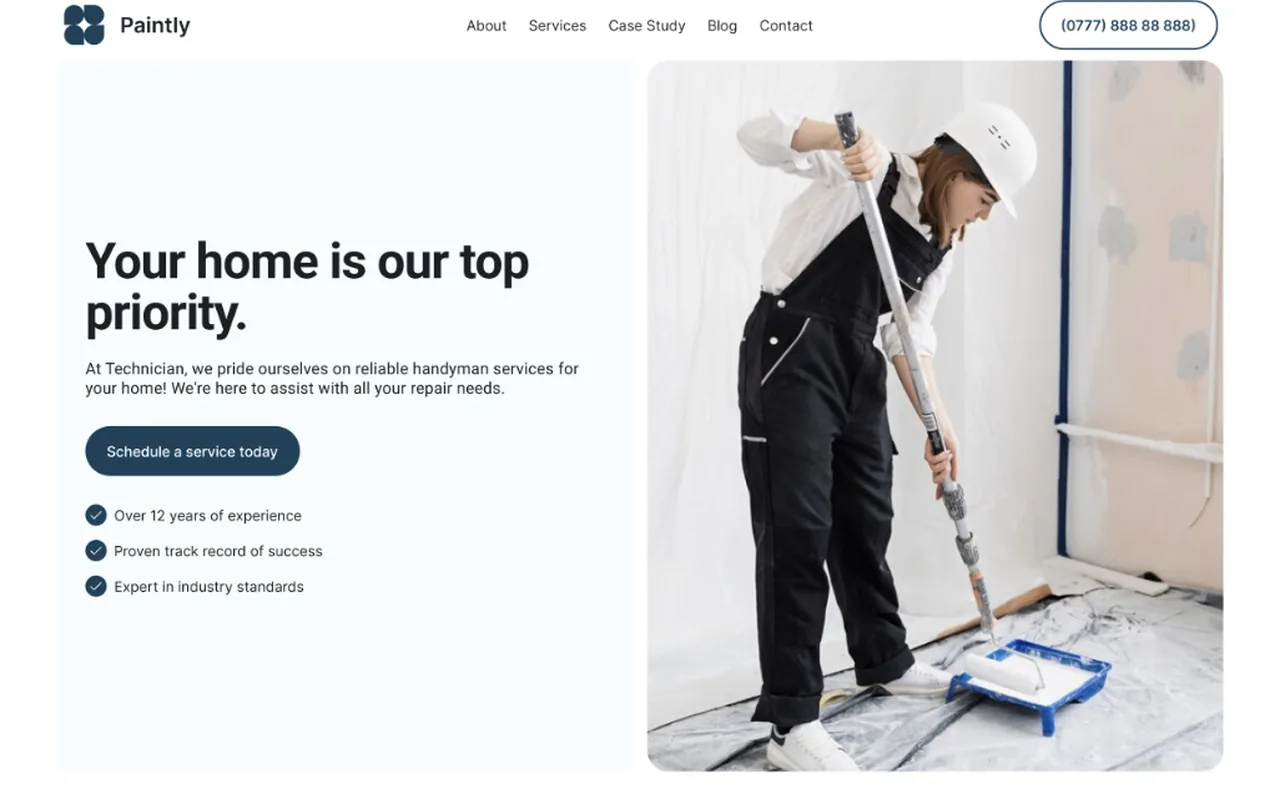 Paintly
About Services Case Study Blog Contact
(0777) 888 88 888)
Your home is our top
priority.
At Technician, we pride ourselves on reliable handyman services for
your home! We're here to assist with all your repair needs.
Schedule a service today
Over 12 years of experience
Proven track record of success
Expert in industry standards